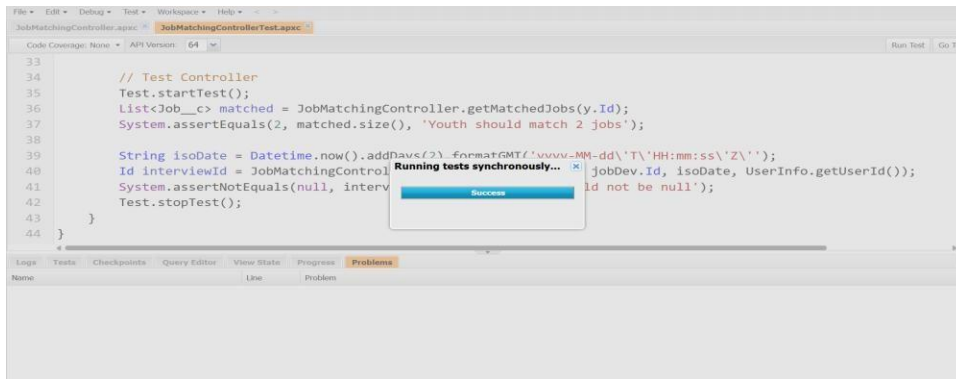 File Edit Debug Test Workspace Help < >
JobMatchingController.apxc JobMatchingControllerTest.apxc
Code Coverage: None API Version: 64 Run Test Go T
33
34 // Test Controller
35 Test.startTest();
36 List<Job__c> matched = JobMatchingController.getMatchedJobs(y.Id);
37 System.assertEquals(2, matched.size(), 'Youth should match 2 jobs');
38
39 String isoDate = Datetime.now().addDays(2).formatGMT('yyyy-MM-dd\'T\'HH:mm:ss\'Z\'');
Running tests synchronously...
40 Id interviewId = JobMatchingControl jobDev.Id, isoDate, UserInfo.getUserId());
41 System.assertNotEquals(null, interv ld not be null');
Success
42 Test.stopTest();
43 }
44 }
Logs Tests Checkpoints Query Editor View State Progress Problems
Name Line Problem